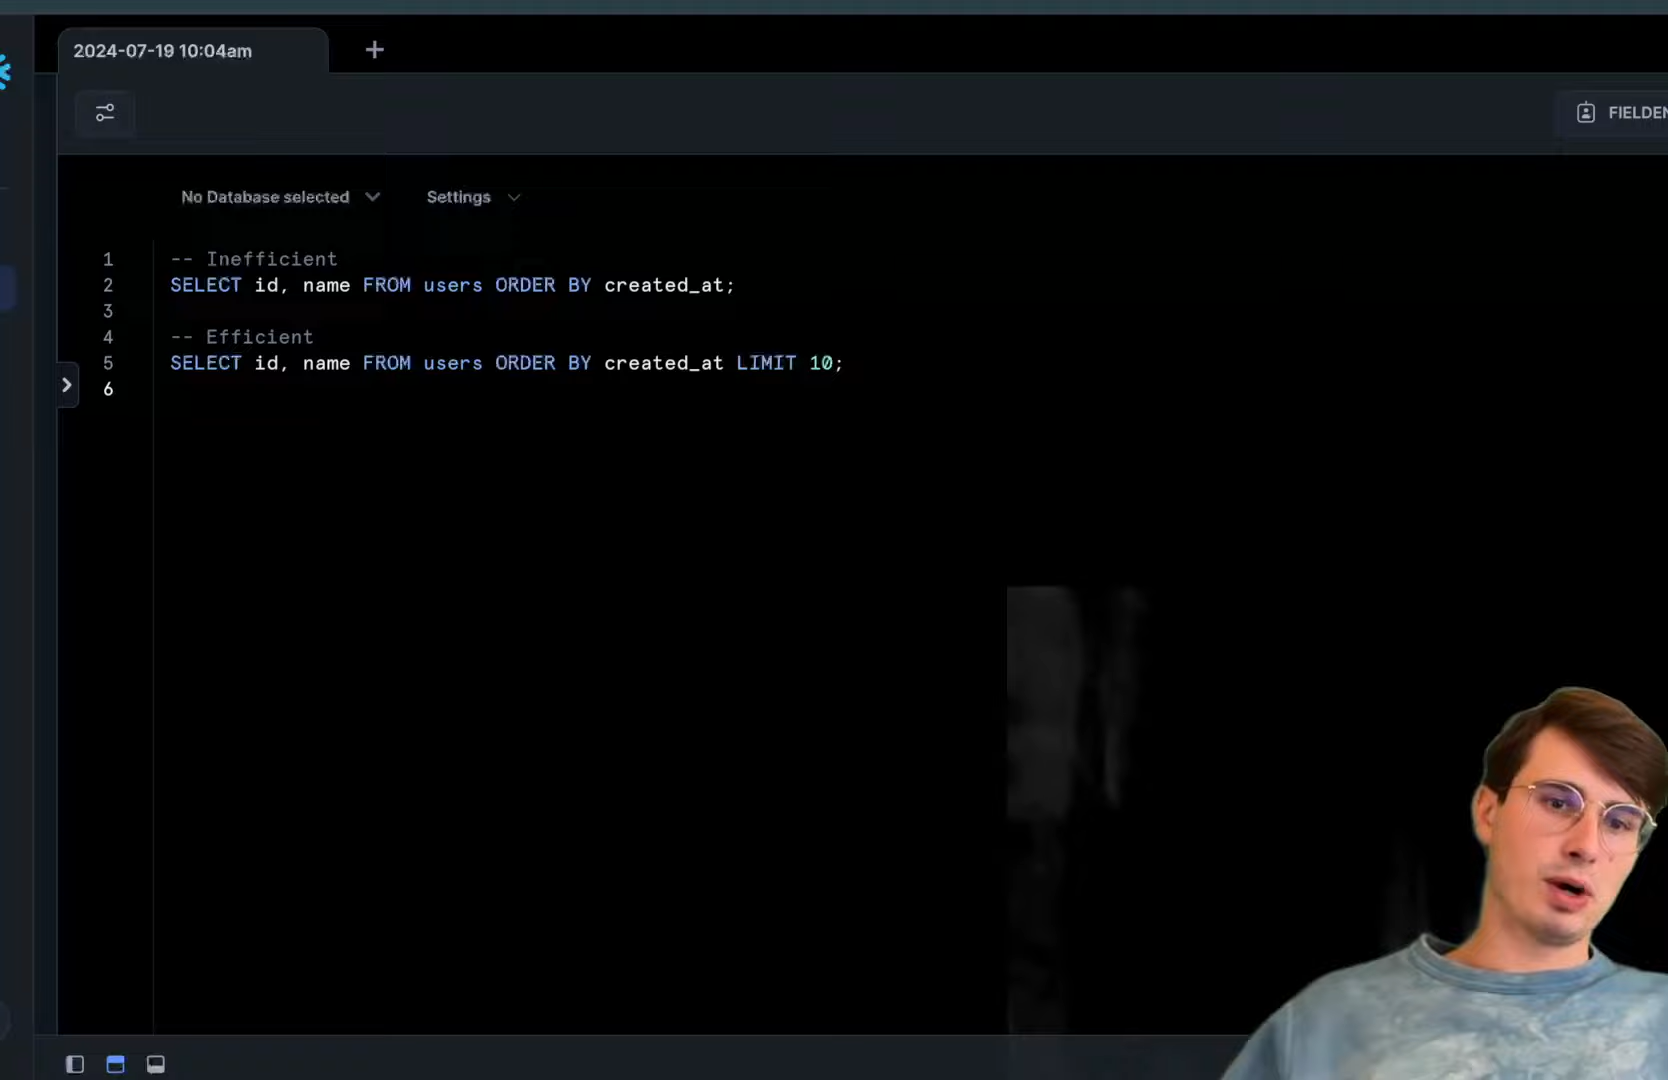 2024-07-19 10:04am
No Database selected Settings
1 -- Inefficient
2 SELECT id, name FROM users ORDER BY created_at;
3
4 -- Efficient
5 SELECT id, name FROM users ORDER BY created_at LIMIT 10;
6